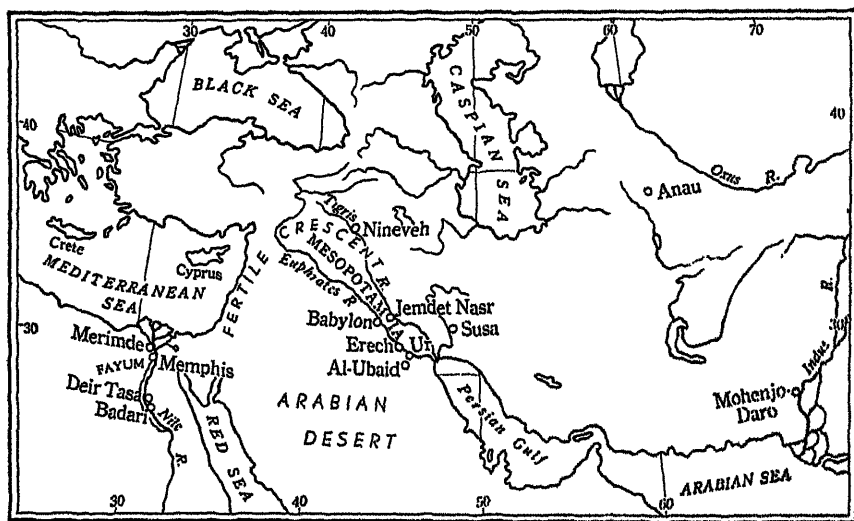 30
40
60
70
BLACK SEA
CASPIAN
SEA
40
40
Oxus R.
Anau
Tigris R.
Nineveh
CRESCENT
MESOPOTAMIA
Crete
Cyprus
FERTILE
Euphrates R
MEDITERRANEAN
SEA
Jemdet Nasr
Babylon
Susa
30
30
Indus R.
Merimde
Erech
Ur
FAYUM
Memphis
Al-Ubaid
Deir Tasa
Badari
Nile R.
RED SEA
ARABIAN
DESERT
Persian Gulf
Mohenjo-
Daro
ARABIAN SEA
30
40
50
60